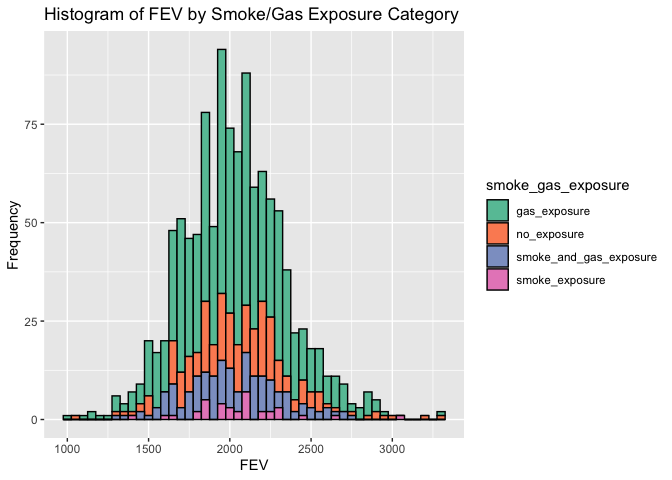 Histogram of FEV by Smoke/Gas Exposure Category
75
50
25
0
Frequency
1000 1500 2000 2500 3000
FEV
smoke_gas_exposure
gas_exposure
no_exposure
smoke_and_gas_exposure
smoke_exposure